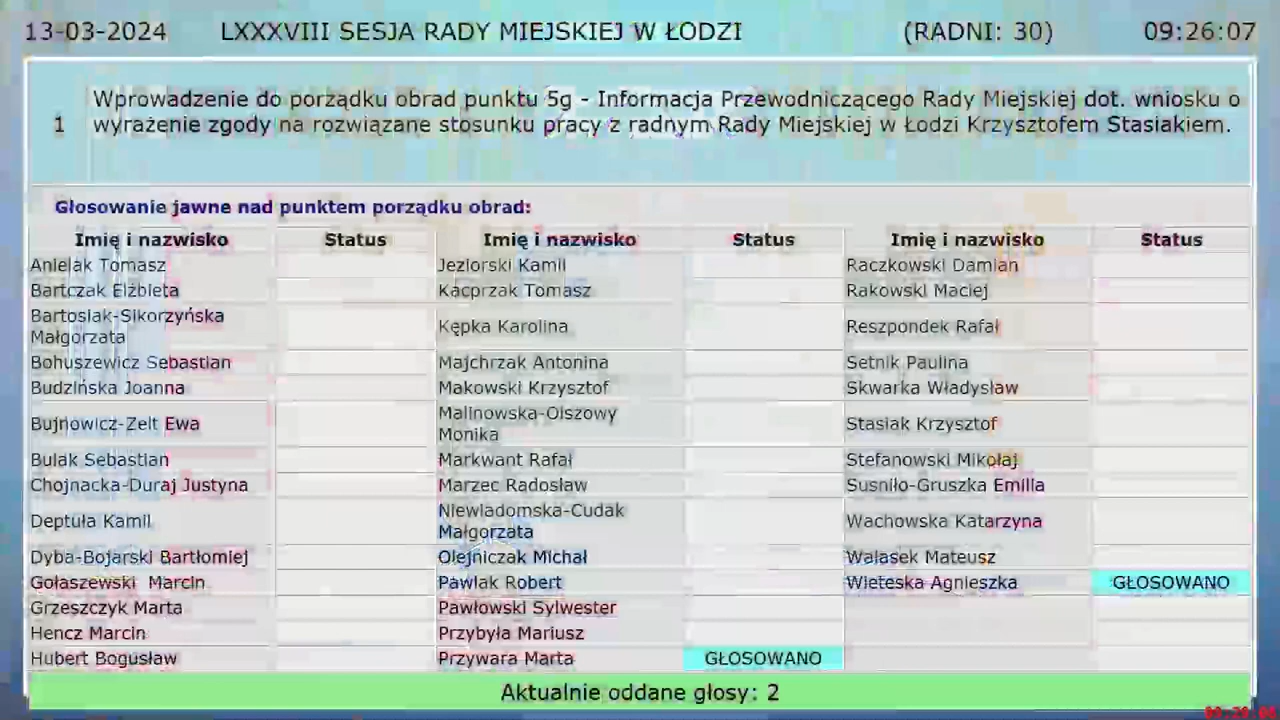 13-03-2024 LXXXVIII SESJA RADY MIEJSKIEJ W ŁODZI (RADNI: 30) 09:26:07
Wprowadzenie do porządku obrad punktu 5g - Informacja Przewodniczącego Rady Miejskiej dot. wniosku o
1 wyrażenie zgody na rozwiązane stosunku pracy z radnym Rady Miejskiej w Łodzi Krzysztofem Stasiakiem.
Głosowanie jawne nad punktem porządku obrad:
Imię i nazwisko Status Imię i nazwisko Status Imię i nazwisko Status
Anielak Tomasz Jeziorski Kamil Raczkowski Damian
Bartczak Elżbieta Kacprzak Tomasz Rakowski Maciej
Bartosiak-Sikorzyńska
Małgorzata Kępka Karolina Reszpondek Rafał
Bohuszewicz Sebastian Majchrzak Antonina Setnik Paulina
Budzińska Joanna Makowski Krzysztof Skwarka Władysław
Bujnowicz-Zelt Ewa Malinowska-Olszowy
Monika Stasiak Krzysztof
Bulak Sebastian Markwant Rafał Stefanowski Mikołaj
Chojnacka-Duraj Justyna Marzec Radosław Susniło-Gruszka Emilia
Deptuła Kamil Niewiadomska-Cudak
Małgorzata Wachowska Katarzyna
Dyba-Bojarski Bartłomiej Olejniczak Michał Walasek Mateusz
Gołaszewski Marcin Pawlak Robert Wieteska Agnieszka GŁOSOWANO
Grzeszczyk Marta Pawłowski Sylwester
Hencz Marcin Przybyła Mariusz
Hubert Bogusław Przywara Marta GŁOSOWANO
Aktualnie oddane głosy: 2